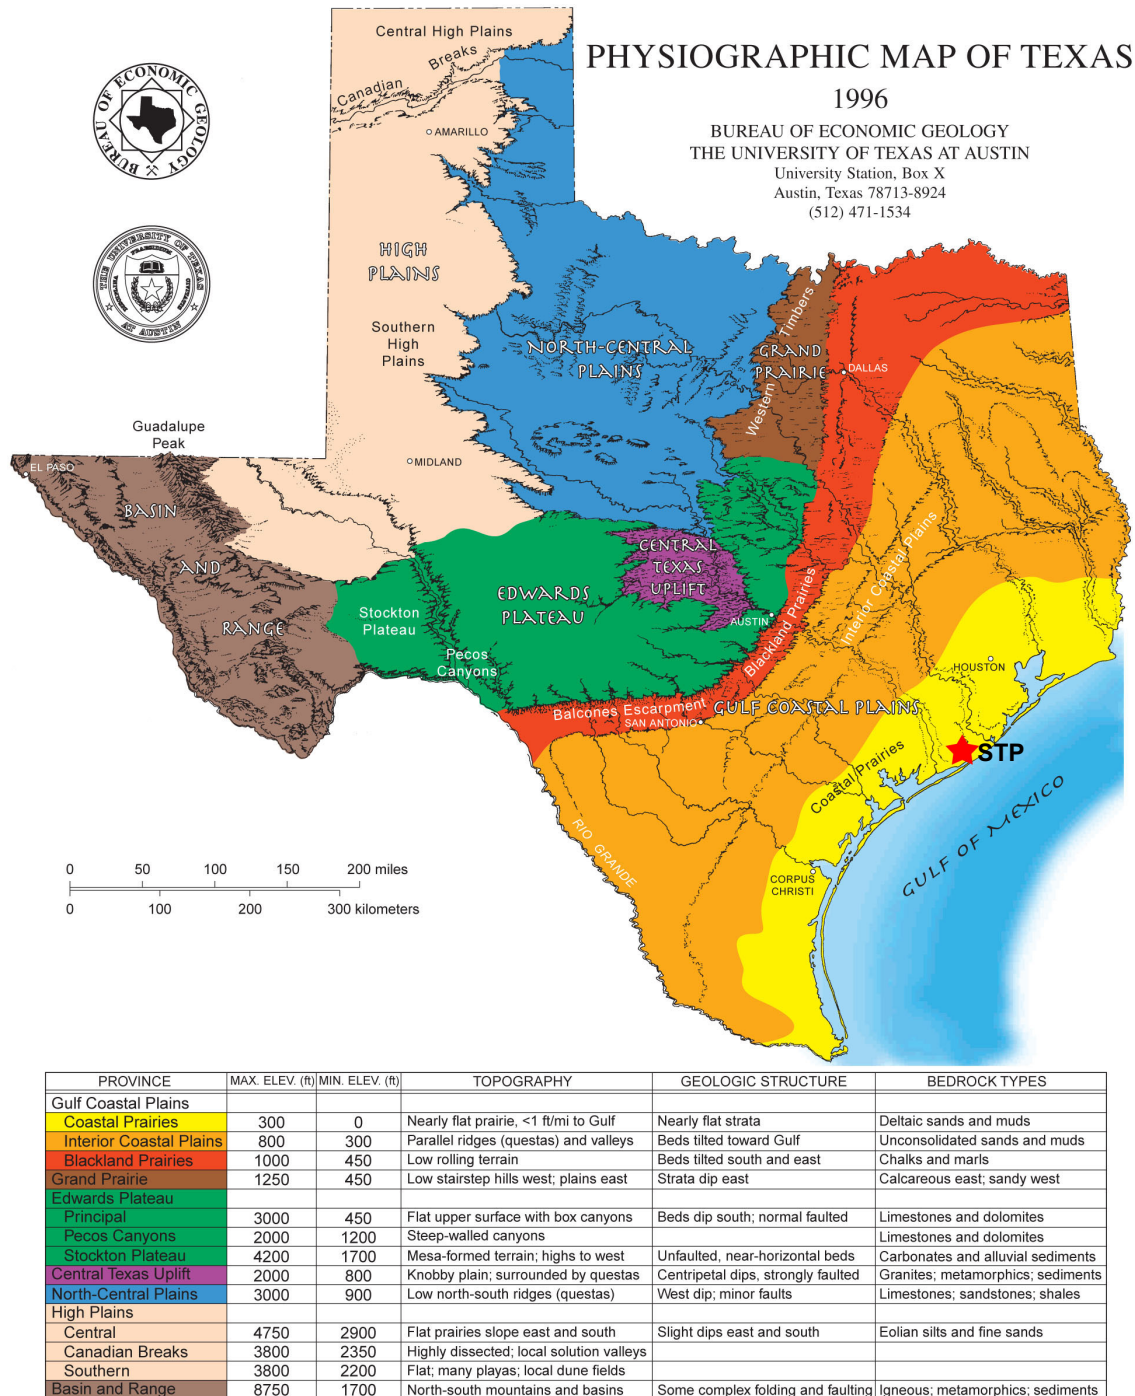 PHYSIOGRAPHIC MAP OF TEXAS
1996
BUREAU OF ECONOMIC GEOLOGY
THE UNIVERSITY OF TEXAS AT AUSTIN
University Station, Box X
Austin, Texas 78713-8924
(512) 471-1534
BUREAU OF ECONOMIC GEOLOGY
THE UNIVERSITY OF TEXAS
AT AUSTIN
Central High Plains
Canadian Breaks
AMARILLO
HIGH
PLAINS
Southern
High
Plains
NORTH-CENTRAL
PLAINS
Western Timbers
GRAND
PRAIRIE
DALLAS
Guadalupe
Peak
EL PASO
MIDLAND
BASIN
AND
RANGE
CENTRAL
TEXAS
UPLIFT
EDWARDS
PLATEAU
Stockton
Plateau
Pecos
Canyons
AUSTIN
Blackland Prairies
Interior Coastal Plains
HOUSTON
Balcones Escarpment
SAN ANTONIO
GULF COASTAL PLAINS
STP
Coastal Prairies
RIO GRANDE
GULF OF MEXICO
CORPUS
CHRISTI
0 50 100 150 200 miles
0 100 200 300 kilometers
PROVINCE MAX. ELEV. (ft) MIN. ELEV. (ft) TOPOGRAPHY GEOLOGIC STRUCTURE BEDROCK TYPES
Gulf Coastal Plains
Coastal Prairies 300 0 Nearly flat prairie, <1 ft/mi to Gulf Nearly flat strata Deltaic sands and muds
Interior Coastal Plains 800 300 Parallel ridges (questas) and valleys Beds tilted toward Gulf Unconsolidated sands and muds
Blackland Prairies 1000 450 Low rolling terrain Beds tilted south and east Chalks and marls
Grand Prairie 1250 450 Low stairstep hills west; plains east Strata dip east Calcareous east; sandy west
Edwards Plateau
Principal 3000 450 Flat upper surface with box canyons Beds dip south; normal faulted Limestones and dolomites
Pecos Canyons 2000 1200 Steep-walled canyons Limestones and dolomites
Stockton Plateau 4200 1700 Mesa-formed terrain; highs to west Unfaulted, near-horizontal beds Carbonates and alluvial sediments
Central Texas Uplift 2000 800 Knobby plain; surrounded by questas Centripetal dips, strongly faulted Granites; metamorphics; sediments
North-Central Plains 3000 900 Low north-south ridges (questas) West dip; minor faults Limestones; sandstones; shales
High Plains
Central 4750 2900 Flat prairies slope east and south Slight dips east and south Eolian silts and fine sands
Canadian Breaks 3800 2350 Highly dissected; local solution valleys
Southern 3800 2200 Flat; many playas; local dune fields
Basin and Range 8750 1700 North-south mountains and basins Some complex folding and faulting Igneous; metamorphics; sediments